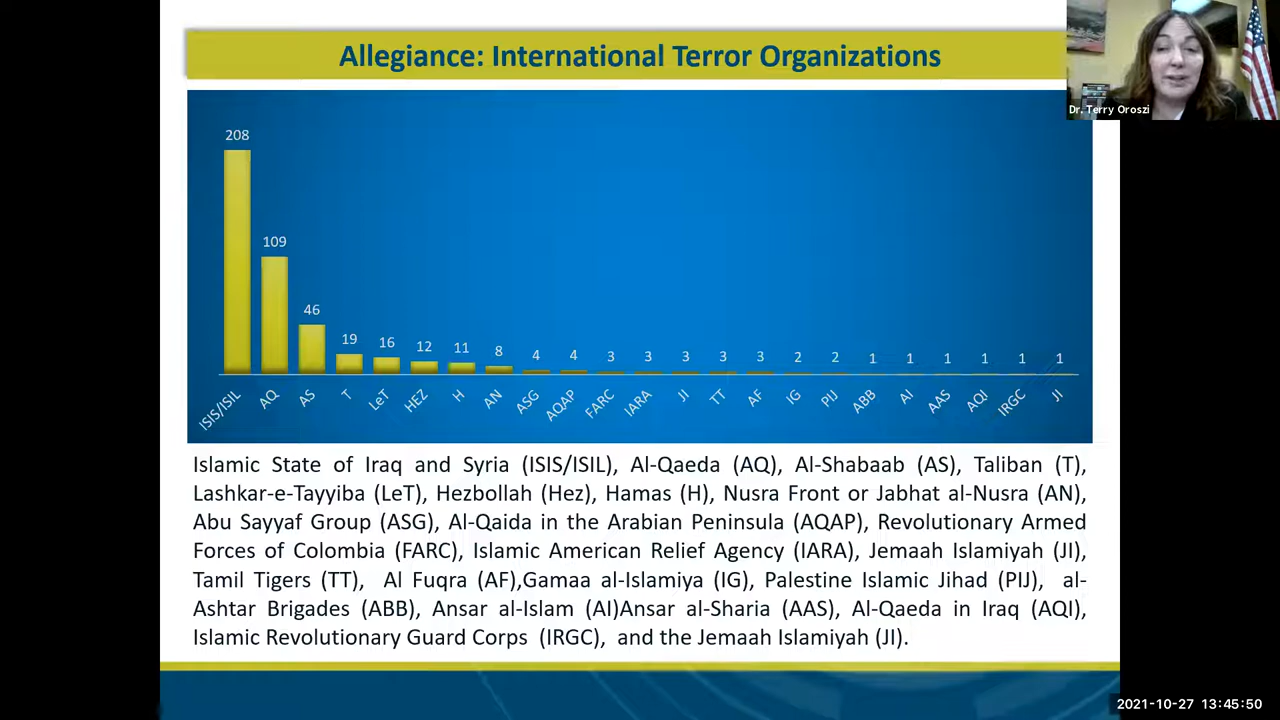 Allegiance: International Terror Organizations
Dr. Terry Oroszi
208
109
46
19
16
12
11
8
4
4
3
3
3
3
3
2
2
1
1
1
1
1
1
ISIS/ISIL
AQ
AS
T
LeT
HEZ
H
AN
ASG
AQAP
FARC
IARA
JI
TT
AF
IG
PIJ
ABB
AI
AAS
AQI
IRGC
JI
Islamic State of Iraq and Syria (ISIS/ISIL), Al-Qaeda (AQ), Al-Shabaab (AS), Taliban (T),
Lashkar-e-Tayyiba (LeT), Hezbollah (Hez), Hamas (H), Nusra Front or Jabhat al-Nusra (AN),
Abu Sayyaf Group (ASG), Al-Qaida in the Arabian Peninsula (AQAP), Revolutionary Armed
Forces of Colombia (FARC), Islamic American Relief Agency (IARA), Jemaah Islamiyah (JI),
Tamil Tigers (TT), Al Fuqra (AF),Gamaa al-Islamiya (IG), Palestine Islamic Jihad (PIJ), al-
Ashtar Brigades (ABB), Ansar al-Islam (AI)Ansar al-Sharia (AAS), Al-Qaeda in Iraq (AQI),
Islamic Revolutionary Guard Corps (IRGC), and the Jemaah Islamiyah (JI).
2021-10-27 13:45:50